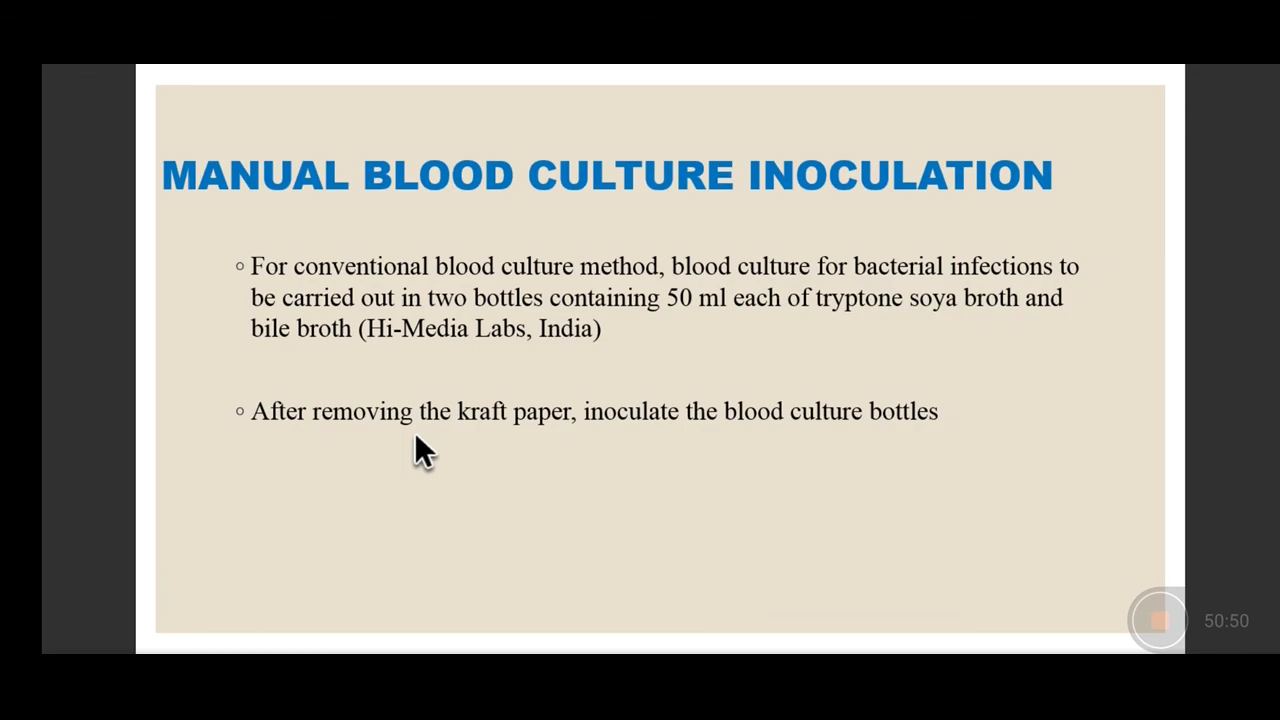 MANUAL BLOOD CULTURE INOCULATION
◦ For conventional blood culture method, blood culture for bacterial infections to
be carried out in two bottles containing 50 ml each of tryptone soya broth and
bile broth (Hi-Media Labs, India)
◦ After removing the kraft paper, inoculate the blood culture bottles
50:50